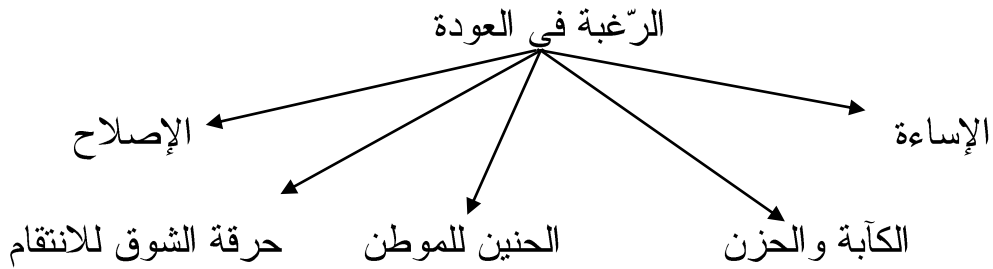 الرّغبة في العودة
الإساءة
الإصلاح
الكآبة والحزن
الحنين للموطن
حرقة الشوق للانتقام